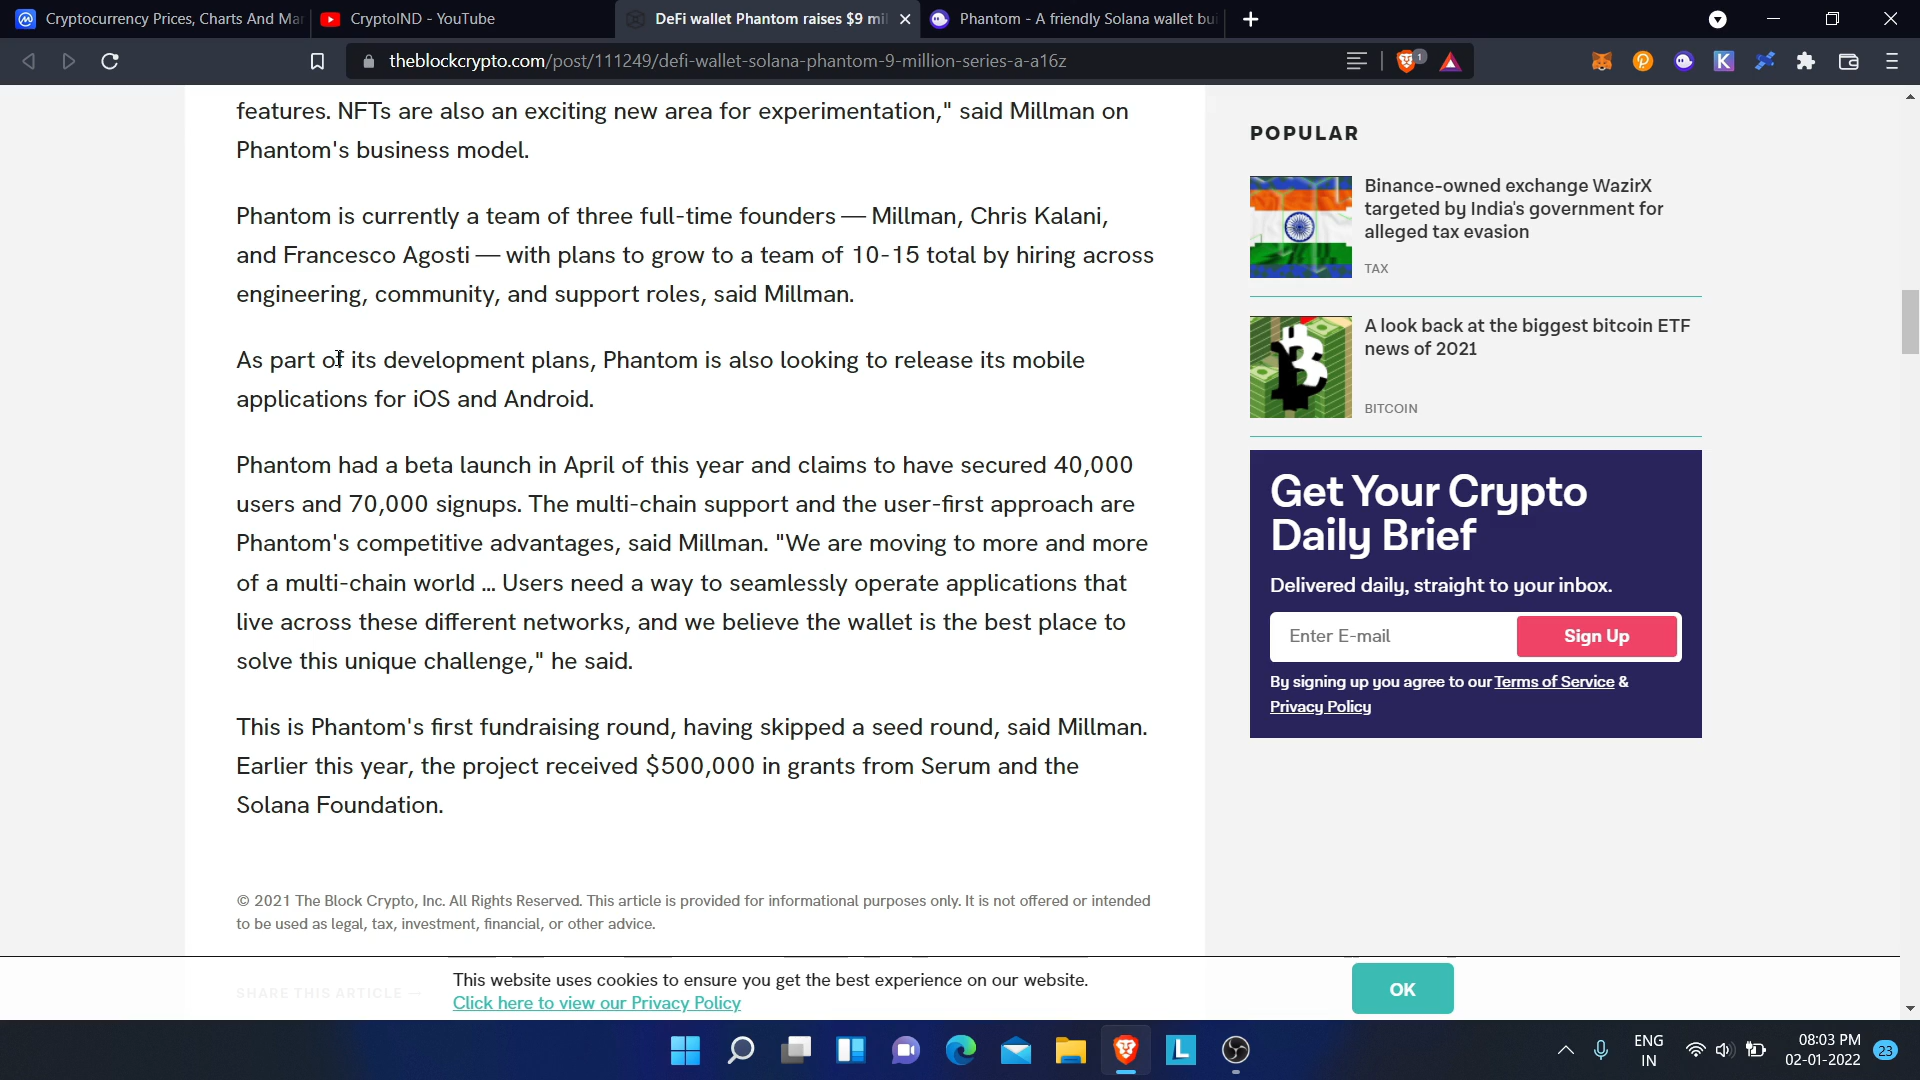 Cryptocurrency Prices, Charts And Mar
CryptoIND - YouTube
DeFi wallet Phantom raises $9 mil
Phantom - A friendly Solana wallet bu
theblockcrypto.com/post/111249/defi-wallet-solana-phantom-9-million-series-a-a16z
1
features. NFTs are also an exciting new area for experimentation," said Millman on
Phantom's business model.
Phantom is currently a team of three full-time founders — Millman, Chris Kalani,
and Francesco Agosti — with plans to grow to a team of 10-15 total by hiring across
engineering, community, and support roles, said Millman.
As part of its development plans, Phantom is also looking to release its mobile
applications for iOS and Android.
Phantom had a beta launch in April of this year and claims to have secured 40,000
users and 70,000 signups. The multi-chain support and the user-first approach are
Phantom's competitive advantages, said Millman. "We are moving to more and more
of a multi-chain world ... Users need a way to seamlessly operate applications that
live across these different networks, and we believe the wallet is the best place to
solve this unique challenge," he said.
This is Phantom's first fundraising round, having skipped a seed round, said Millman.
Earlier this year, the project received $500,000 in grants from Serum and the
Solana Foundation.
© 2021 The Block Crypto, Inc. All Rights Reserved. This article is provided for informational purposes only. It is not offered or intended
to be used as legal, tax, investment, financial, or other advice.
SHARE THIS ARTICLE —
POPULAR
Binance-owned exchange WazirX
targeted by India's government for
alleged tax evasion
TAX
A look back at the biggest bitcoin ETF
news of 2021
BITCOIN
Get Your Crypto
Daily Brief
Delivered daily, straight to your inbox.
Enter E-mail
Sign Up
By signing up you agree to our Terms of Service &
Privacy Policy
This website uses cookies to ensure you get the best experience on our website.
Click here to view our Privacy Policy
OK
ENG
IN
08:03 PM
02-01-2022
23